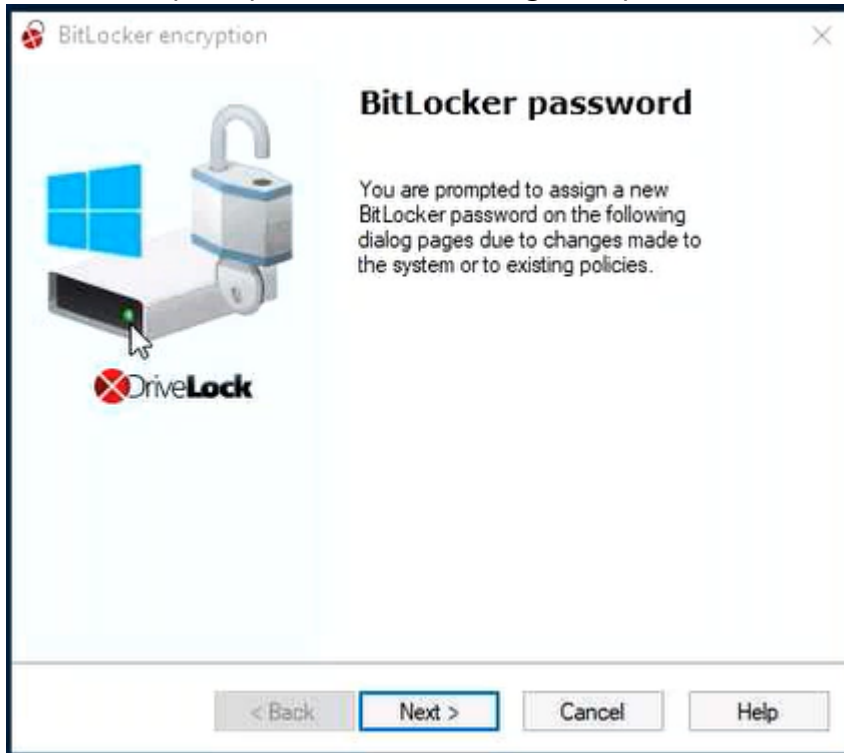 BitLocker encryption
BitLocker password
You are prompted to assign a new
BitLocker password on the following
dialog pages due to changes made to
the system or to existing policies.
DriveLock
< Back Next > Cancel Help